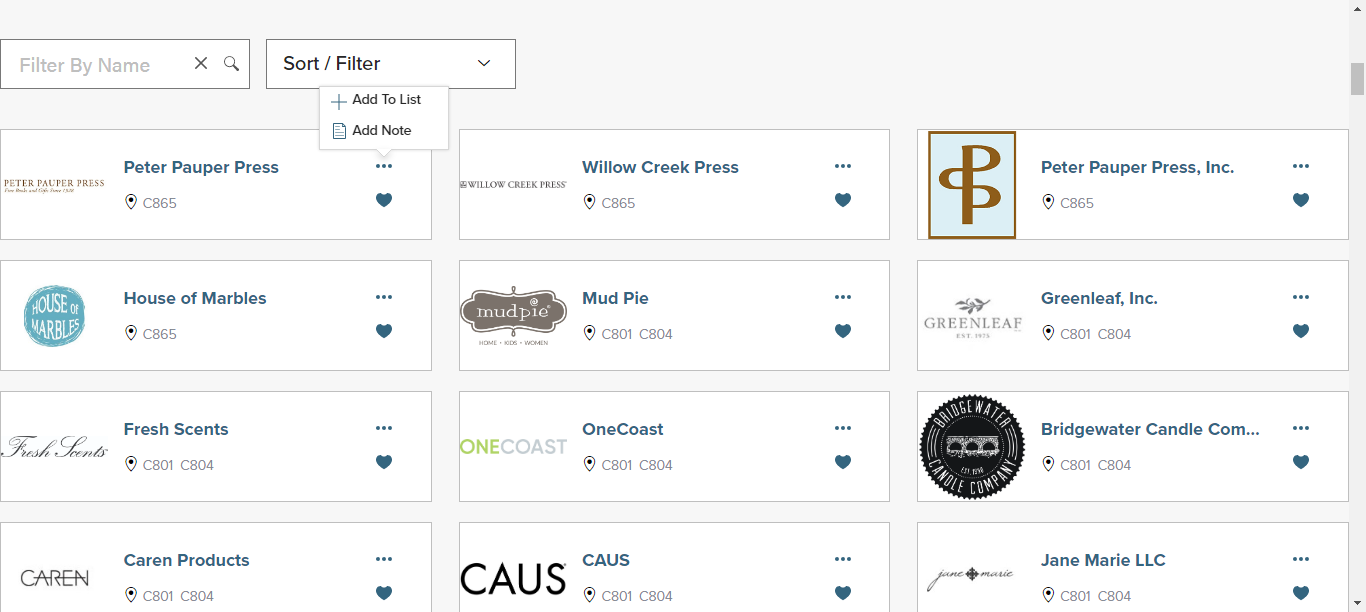 Filter By Name
Sort / Filter
Add To List
Add Note
PETER PAUPER PRESS
Fine Books and Gifts Since 1928
Peter Pauper Press
C865
WILLOW CREEK PRESS
Willow Creek Press
C865
Peter Pauper Press, Inc.
C865
HOUSE OF
MARBLES
House of Marbles
C865
mudpie
HOME • KIDS • WOMEN
Mud Pie
C801 C804
GREENLEAF
EST. 1975
Greenleaf, Inc.
C801 C804
Fresh Scents
Fresh Scents
C801 C804
ONECOAST
OneCoast
C801 C804
BRIDGEWATER
CANDLE COMPANY
Bridgewater Candle Com...
C801 C804
CAREN
Caren Products
C801 C804
CAUS
CAUS
C801 C804
jane marie
Jane Marie LLC
C801 C804